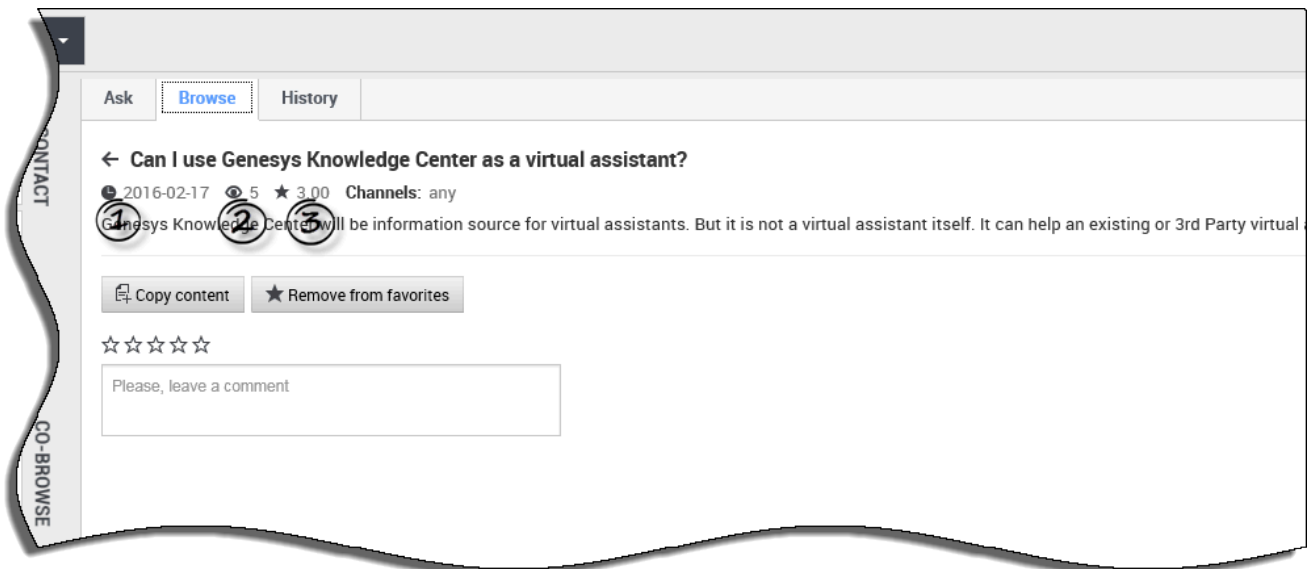 Ask Browse History
CONTACT
← Can I use Genesys Knowledge Center as a virtual assistant?
2016-02-17 5 ★ 3.00 Channels: any
1 2 3
Genesys Knowledge Center will be information source for virtual assistants. But it is not a virtual assistant itself. It can help an existing or 3rd Party virtual
Copy content ★ Remove from favorites
☆☆☆☆☆
Please, leave a comment
CO-BROWSE